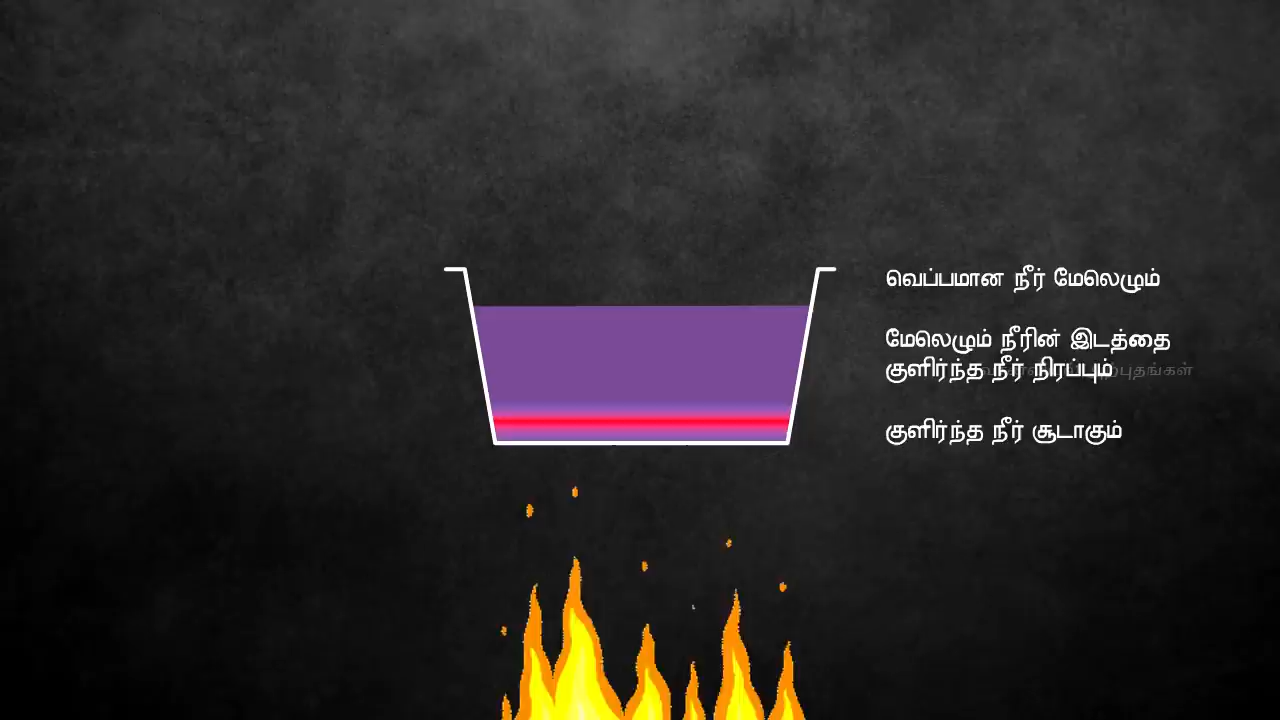 வெப்பமான நீர் மேலெழும்
மேலெழும் நீரின் இடத்தை
குளிர்ந்த நீர் நிரப்பும்
குளிர்ந்த நீர் சூடாகும்